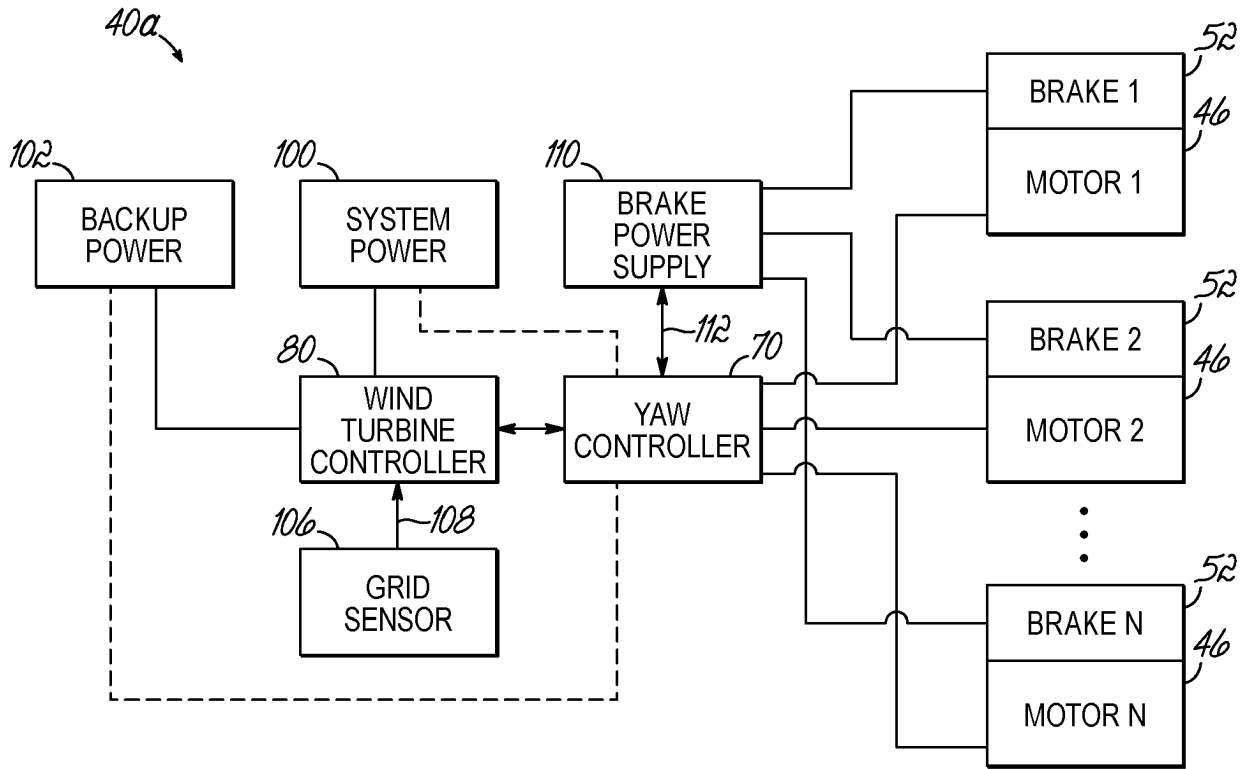 40a
102
BACKUP
POWER
100
SYSTEM
POWER
110
BRAKE
POWER
SUPPLY
52
BRAKE 1
46
MOTOR 1
80
WIND
TURBINE
CONTROLLER
112
70
YAW
CONTROLLER
52
BRAKE 2
46
MOTOR 2
106
108
GRID
SENSOR
52
BRAKE N
46
MOTOR N